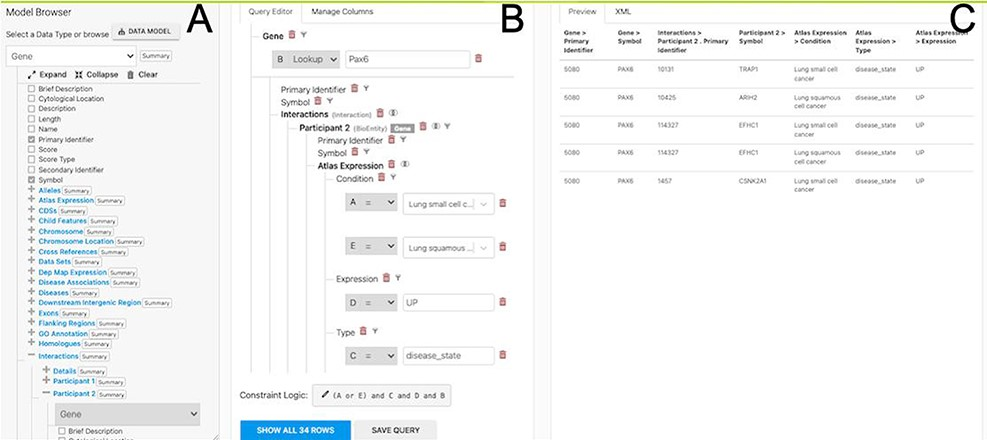 Model Browser
A
Select a Data Type or browse
DATA MODEL
Gene
Summary
Expand
Collapse
Clear
Brief Description
Cytological Location
Description
Length
Name
Primary Identifier
Score
Score Type
Secondary Identifier
Symbol
Alleles Summary
Atlas Expression Summary
CDSs Summary
Child Features Summary
Chromosome Summary
Chromosome Location Summary
Cross References Summary
Data Sets Summary
Dep Map Expression Summary
Disease Associations Summary
Diseases Summary
Downstream Intergenic Region Summary
Exons Summary
Flanking Regions Summary
GO Annotation Summary
Homologues Summary
Interactions Summary
Details Summary
Participant 1 Summary
Participant 2 Summary
Gene
Brief Description
Query Editor
Manage Columns
B
Gene
B Lookup
Pax6
Primary Identifier
Symbol
Interactions (Interaction)
Participant 2 (BioEntity) Gene
Primary Identifier
Symbol
Atlas Expression
Condition
A =
Lung small cell c...
E =
Lung squamous ...
Expression
D =
UP
Type
C =
disease_state
Constraint Logic:
(A or E) and C and D and B
SHOW ALL 34 ROWS
SAVE QUERY
Preview
XML
C
Gene > Primary Identifier
Gene > Symbol
Interactions > Participant 2 . Primary Identifier
Participant 2 > Symbol
Atlas Expression > Condition
Atlas Expression > Type
Atlas Expression > Expression
5080 PAX6 10131 TRAP1 Lung small cell cancer disease_state UP
5080 PAX6 10425 ARIH2 Lung squamous cell cancer disease_state UP
5080 PAX6 114327 EFHC1 Lung small cell cancer disease_state UP
5080 PAX6 114327 EFHC1 Lung squamous cell cancer disease_state UP
5080 PAX6 1457 CSNK2A1 Lung small cell cancer disease_state UP